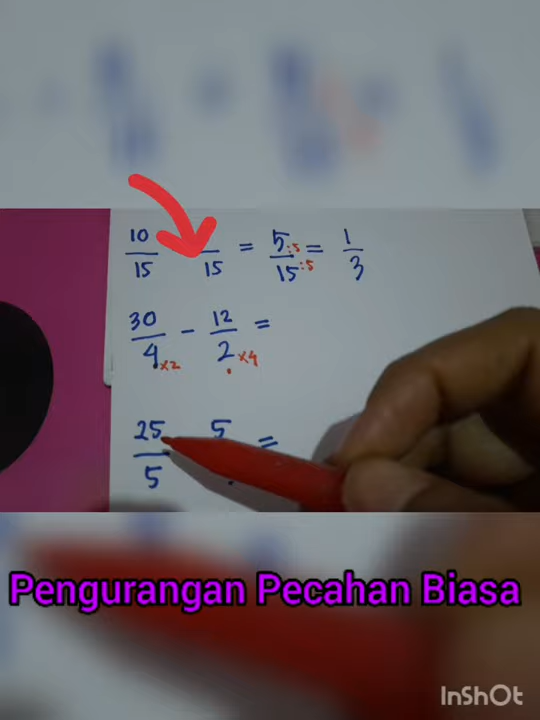 10/15 /15 = 5/15 :5 :5 = 1/3
30/4 ×2 - 12/2 ×4 =
25/5 5 =
Pengurangan Pecahan Biasa
InShOt